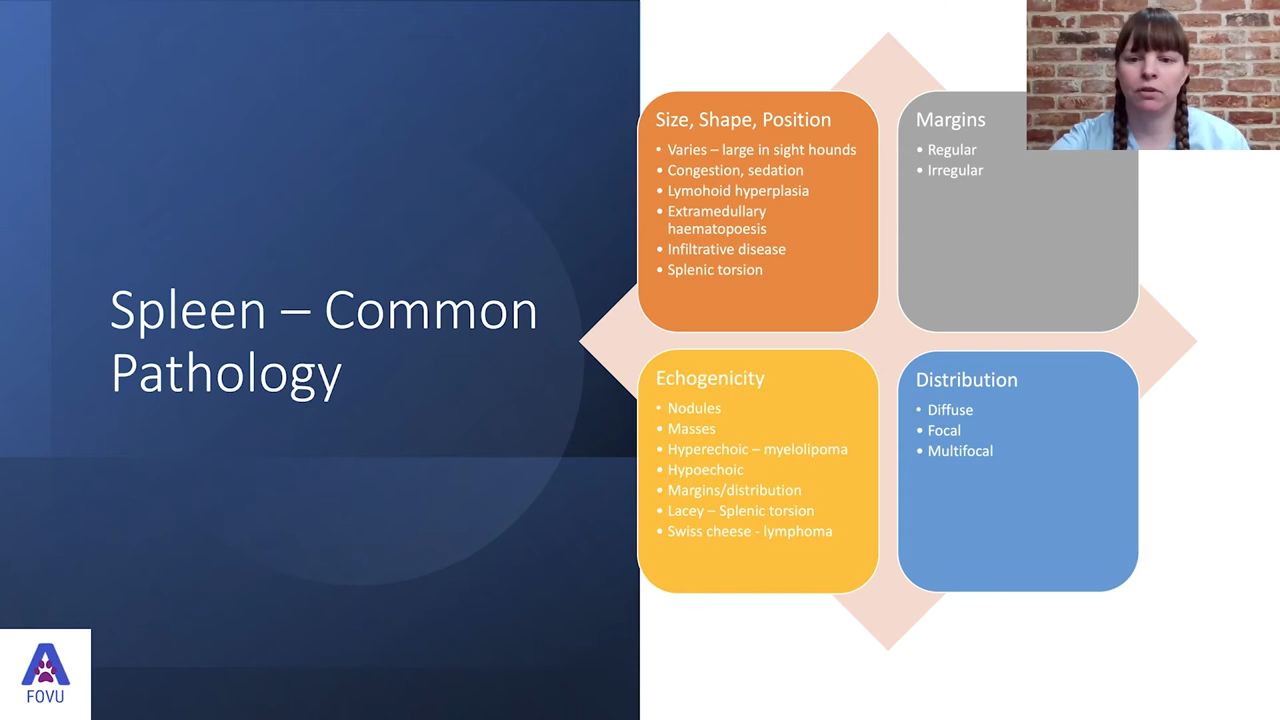 Spleen – Common
Pathology
Size, Shape, Position
• Varies – large in sight hounds
• Congestion, sedation
• Lymohoid hyperplasia
• Extramedullary
haematopoesis
• Infiltrative disease
• Splenic torsion
Margins
• Regular
• Irregular
Echogenicity
• Nodules
• Masses
• Hyperechoic – myelolipoma
• Hypoechoic
• Margins/distribution
• Lacey – Splenic torsion
• Swiss cheese - lymphoma
Distribution
• Diffuse
• Focal
• Multifocal
A
FOVU